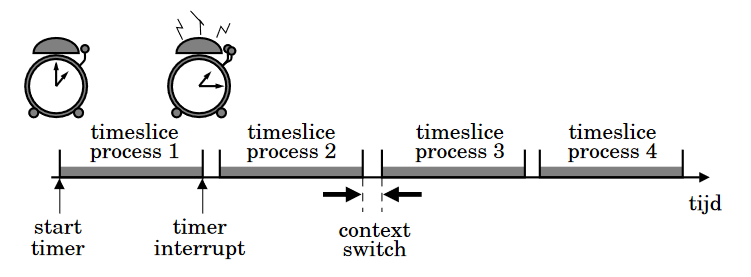 timeslice
process 1
timeslice
process 2
timeslice
process 3
timeslice
process 4
tijd
start
timer
timer
interrupt
context
switch